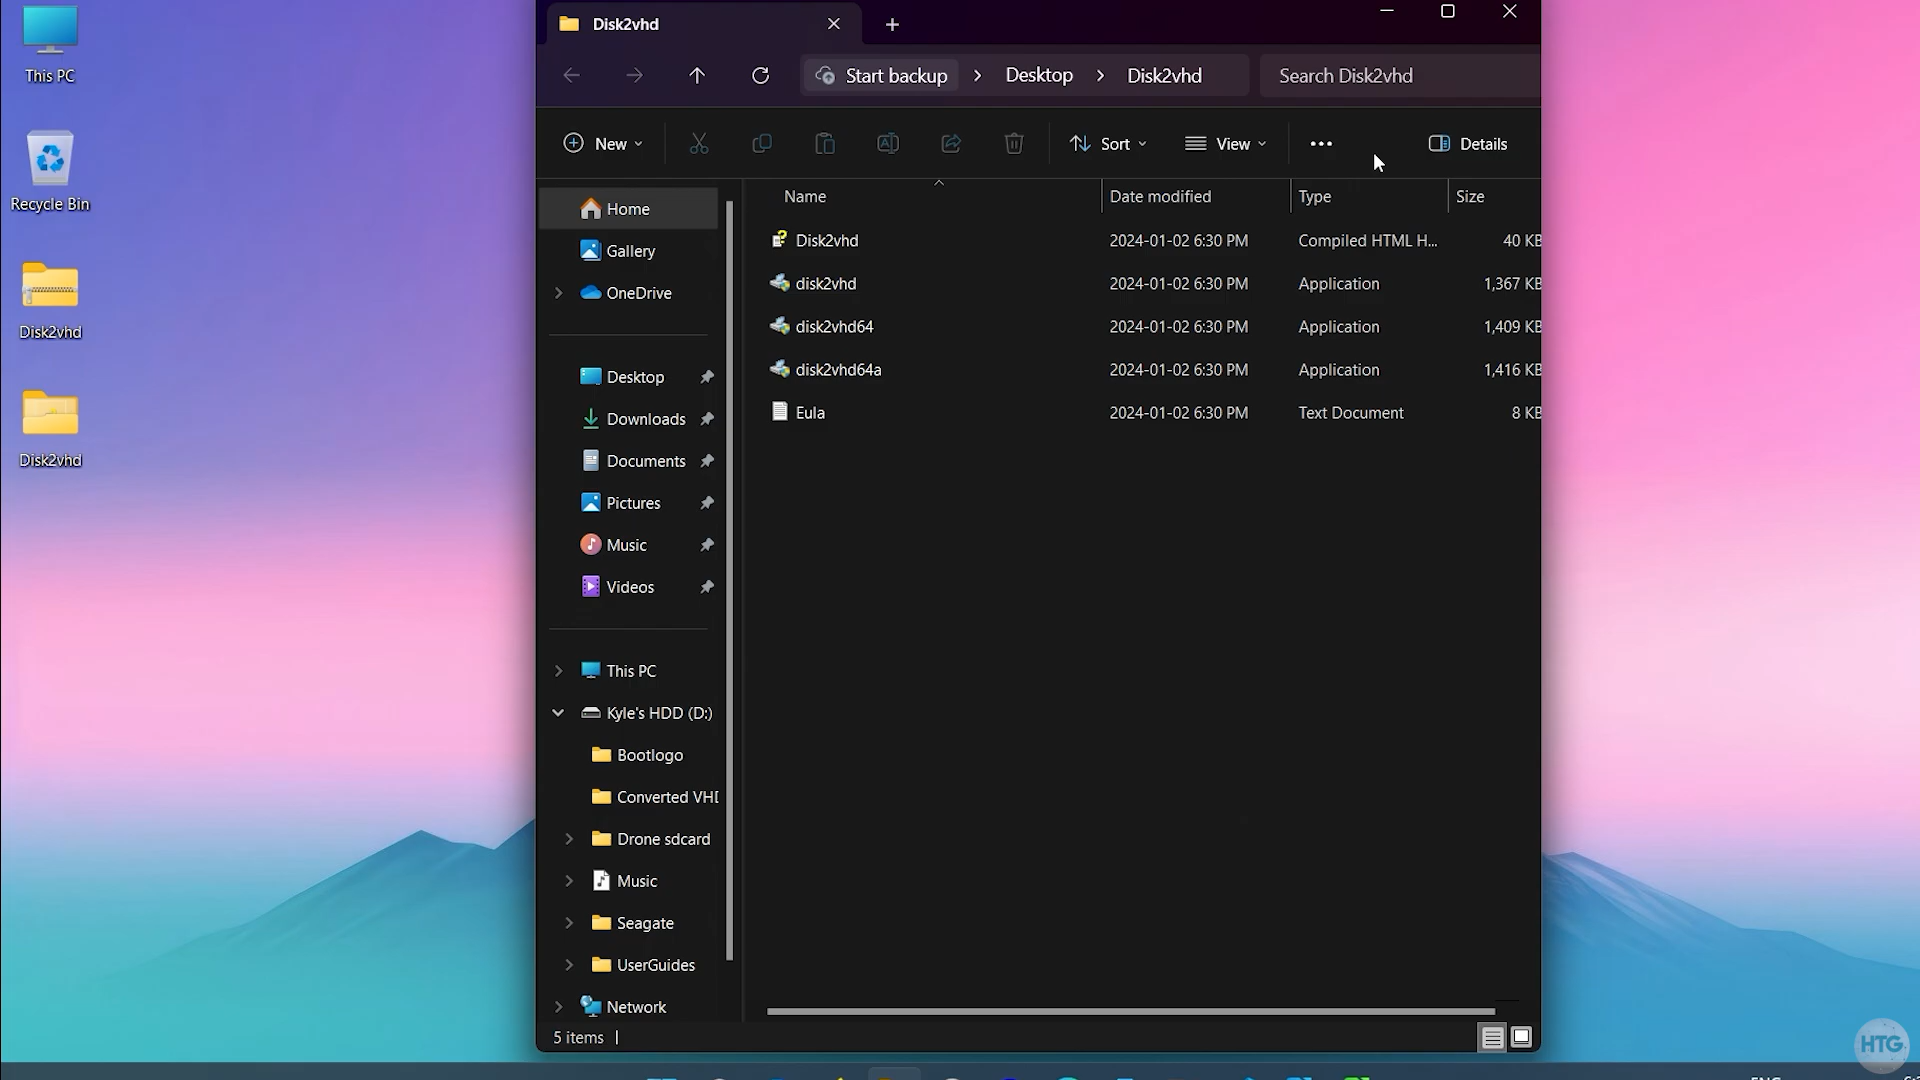 This PC
Recycle Bin
Disk2vhd
Disk2vhd
Disk2vhd
Start backup
Desktop
Disk2vhd
Search Disk2vhd
New
Sort
View
Details
Name Date modified Type Size
Disk2vhd 2024-01-02 6:30 PM Compiled HTML H... 40 KB
disk2vhd 2024-01-02 6:30 PM Application 1,367 KB
disk2vhd64 2024-01-02 6:30 PM Application 1,409 KB
disk2vhd64a 2024-01-02 6:30 PM Application 1,416 KB
Eula 2024-01-02 6:30 PM Text Document 8 KB
Home
Gallery
OneDrive
Desktop
Downloads
Documents
Pictures
Music
Videos
This PC
Kyle's HDD (D:)
Bootlogo
Converted VHD
Drone sdcard
Music
Seagate
UserGuides
Network
5 items
HTG